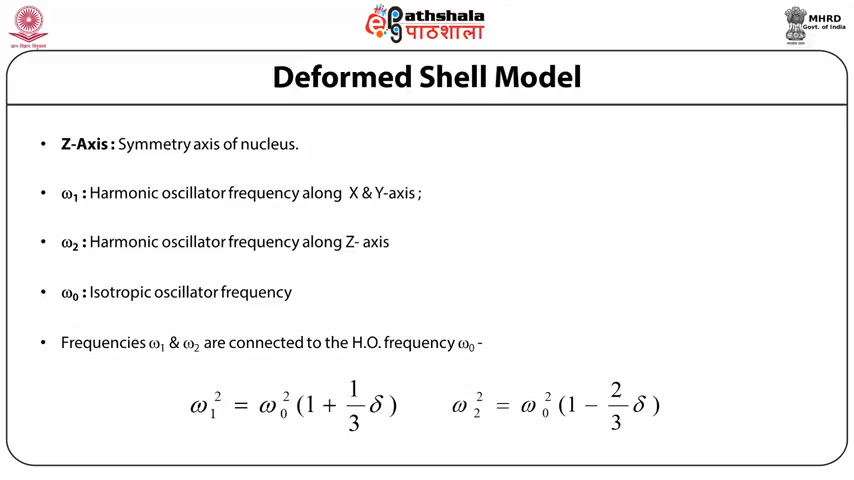 ज्ञान-विज्ञान विमुक्तये
e Pathshala
पाठशाला
MHRD
Govt. of India
Deformed Shell Model
• Z-Axis : Symmetry axis of nucleus.
• ω₁ : Harmonic oscillator frequency along X & Y-axis ;
• ω₂ : Harmonic oscillator frequency along Z- axis
• ω₀ : Isotropic oscillator frequency
• Frequencies ω₁ & ω₂ are connected to the H.O. frequency ω₀ -
ω₁² = ω₀² (1 + 1/3 δ) ω₂² = ω₀² (1 − 2/3 δ )